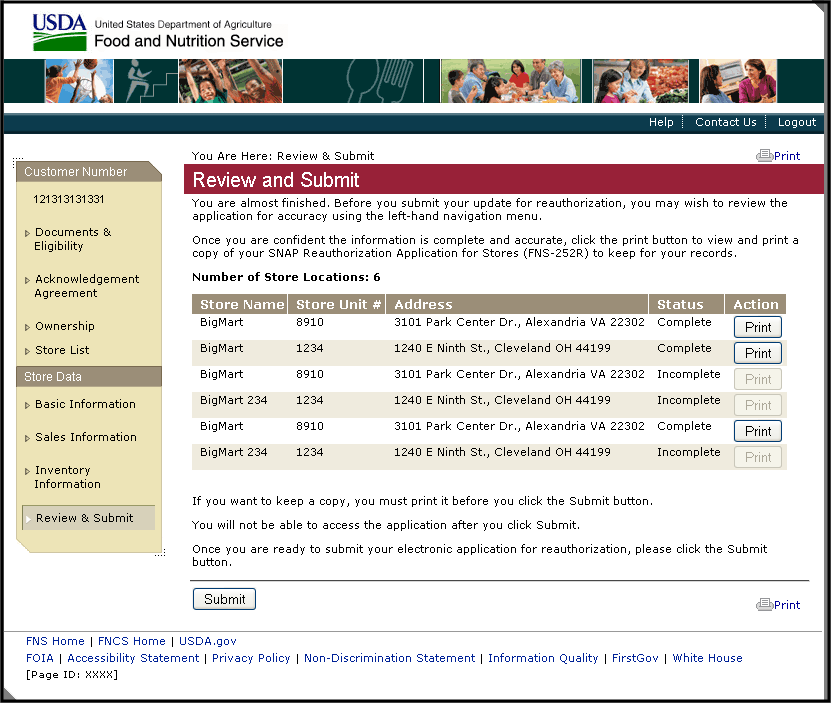 USDA United States Department of Agriculture
Food and Nutrition Service
Help Contact Us Logout
You Are Here: Review & Submit
Print
Customer Number
121313131331
Documents &
Eligibility
Acknowledgement
Agreement
Ownership
Store List
Store Data
Basic Information
Sales Information
Inventory
Information
Review & Submit
Review and Submit
You are almost finished. Before you submit your update for reauthorization, you may wish to review the
application for accuracy using the left-hand navigation menu.
Once you are confident the information is complete and accurate, click the print button to view and print a
copy of your SNAP Reauthorization Application for Stores (FNS-252R) to keep for your records.
Number of Store Locations: 6
Store Name Store Unit # Address Status Action
BigMart 8910 3101 Park Center Dr., Alexandria VA 22302 Complete Print
BigMart 1234 1240 E Ninth St., Cleveland OH 44199 Complete Print
BigMart 8910 3101 Park Center Dr., Alexandria VA 22302 Incomplete Print
BigMart 234 1234 1240 E Ninth St., Cleveland OH 44199 Incomplete Print
BigMart 8910 3101 Park Center Dr., Alexandria VA 22302 Complete Print
BigMart 234 1234 1240 E Ninth St., Cleveland OH 44199 Incomplete Print
If you want to keep a copy, you must print it before you click the Submit button.
You will not be able to access the application after you click Submit.
Once you are ready to submit your electronic application for reauthorization, please click the Submit
button.
Submit
Print
FNS Home | FNCS Home | USDA.gov
FOIA | Accessibility Statement | Privacy Policy | Non-Discrimination Statement | Information Quality | FirstGov | White House
[Page ID: XXXX]